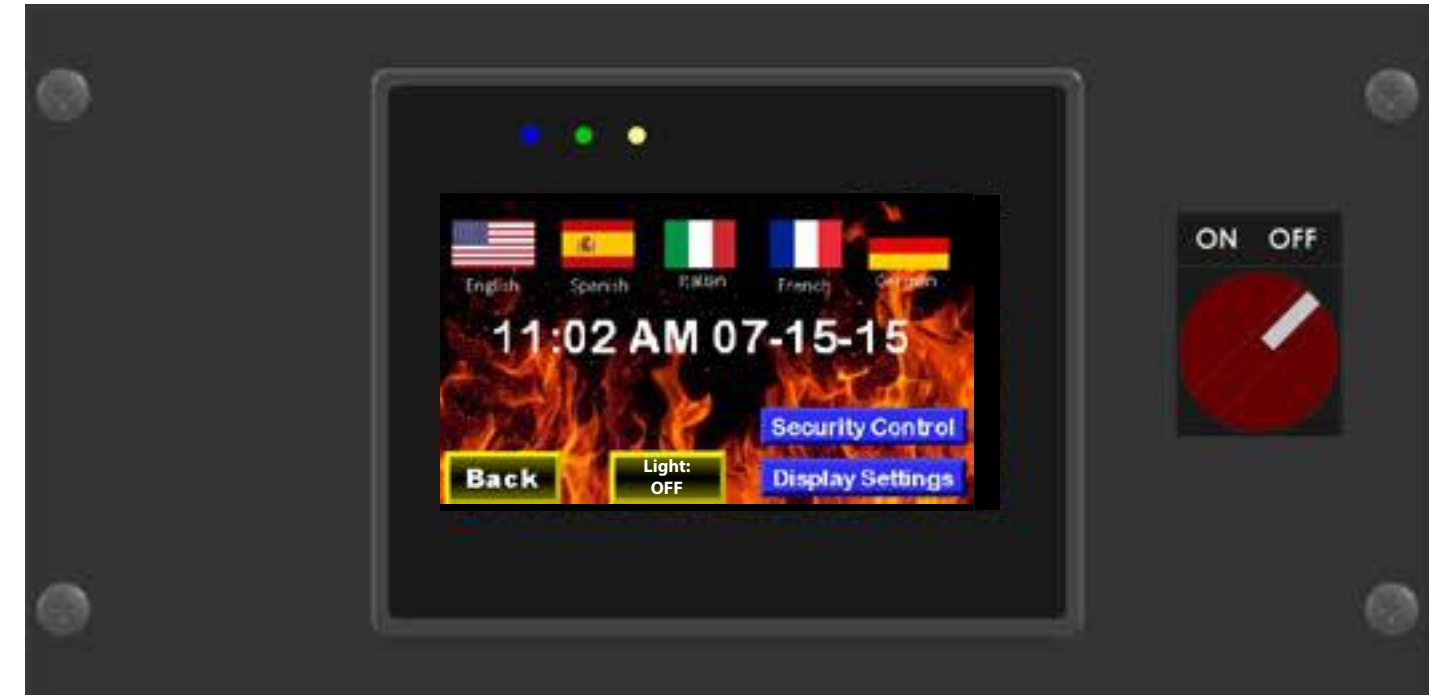 English Spanish Italian French German
ON OFF
11:02 AM 07-15-15
Security Control
Back
Light:
OFF
Display Settings